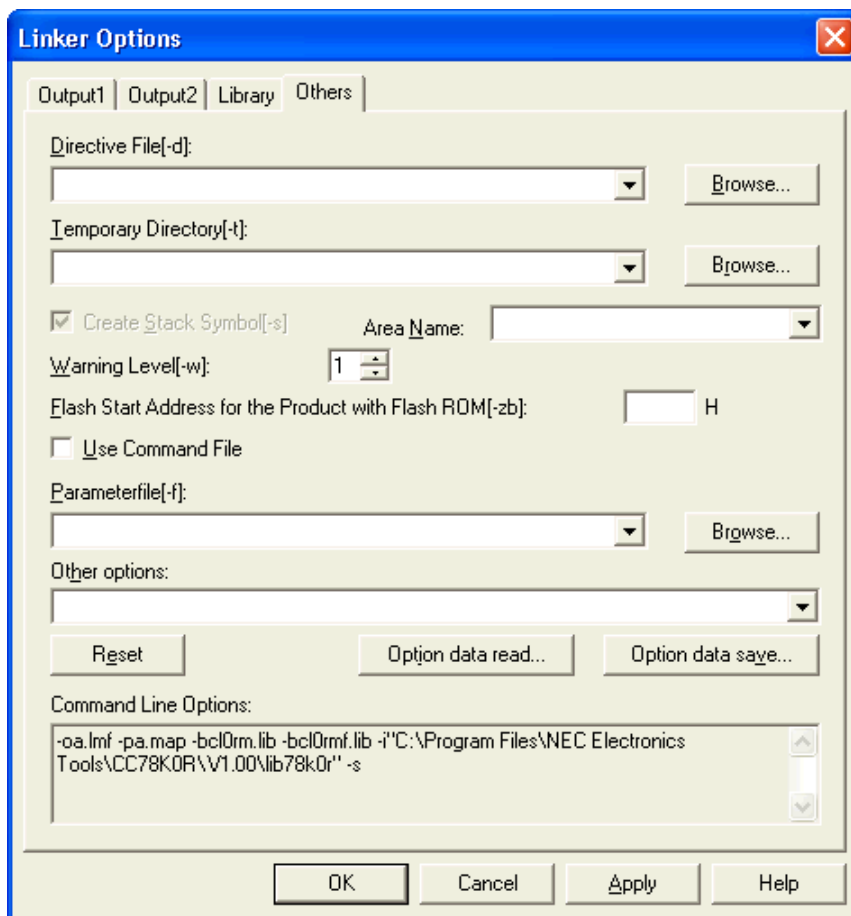 Linker Options
Output1 Output2 Library Others
Directive File[-d]:
Browse...
Temporary Directory[-t]:
Browse...
Create Stack Symbol[-s] Area Name:
Warning Level[-w]: 1
Flash Start Address for the Product with Flash ROM[-zb]: H
Use Command File
Parameterfile[-f]:
Browse...
Other options:
Reset Option data read... Option data save...
Command Line Options:
-oa.lmf -pa.map -bcl0rm.lib -bcl0rmf.lib -i"C:\Program Files\NEC Electronics
Tools\CC78K0R\V1.00\lib78k0r" -s
OK Cancel Apply Help